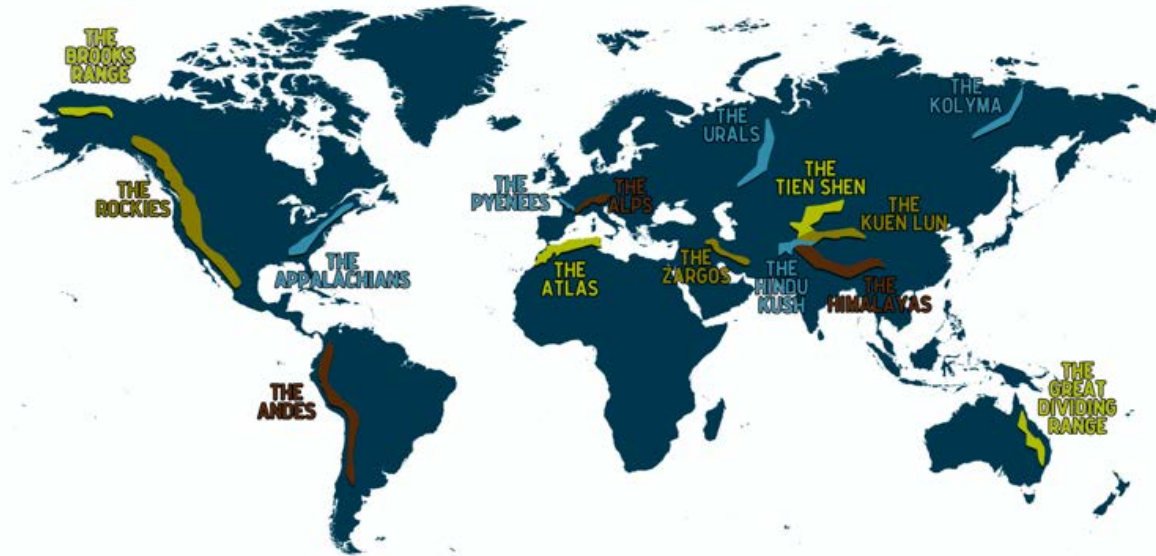 THE
BROOKS
RANGE
THE
ROCKIES
THE
APPALACHIANS
THE
ANDES
THE
PYENEES
THE
ALPS
THE
ATLAS
THE
URALS
THE
KOLYMA
THE
TIEN SHEN
THE
KUEN LUN
THE
ZARGOS
THE
HINDU
KUSH
THE
HIMALAYAS
THE
GREAT
DIVIDING
RANGE